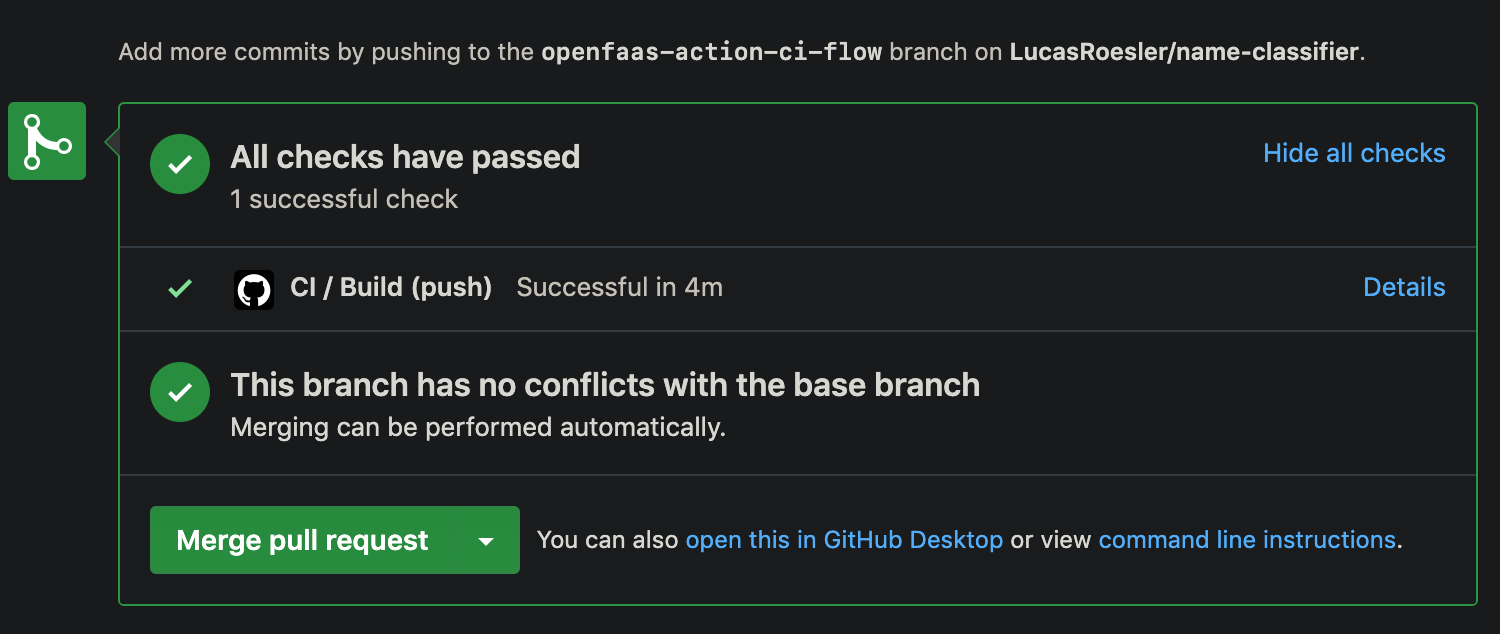 Add more commits by pushing to the openfaas-action-ci-flow branch on LucasRoesler/name-classifier.
All checks have passed
Hide all checks
1 successful check
CI / Build (push) Successful in 4m Details
This branch has no conflicts with the base branch
Merging can be performed automatically.
Merge pull request You can also open this in GitHub Desktop or view command line instructions.